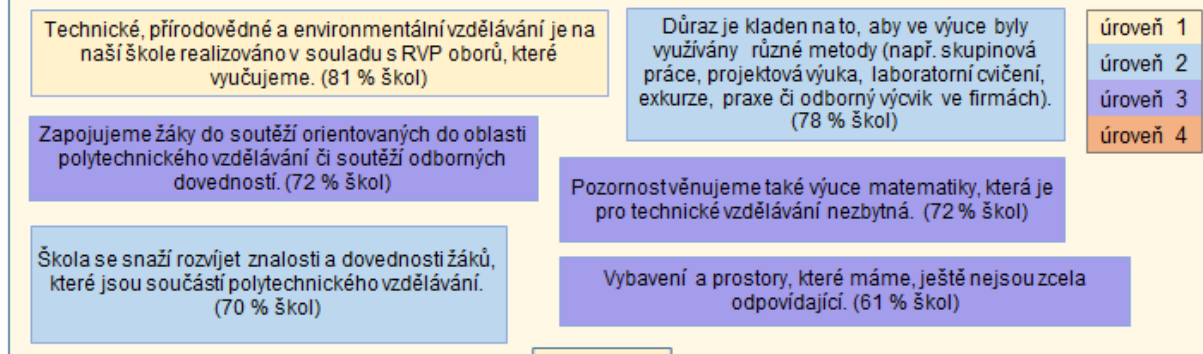 Technické, přírodovědné a environmentální vzdělávání je na
naší škole realizováno v souladu s RVP oborů, které
vyučujeme. (81 % škol)
Důraz je kladen na to, aby ve výuce byly
využívány různé metody (např. skupinová
práce, projektová výuka, laboratorní cvičení,
exkurze, praxe či odborný výcvik ve firmách).
(78 % škol)
úroveň 1
úroveň 2
úroveň 3
úroveň 4
Zapojujeme žáky do soutěží orientovaných do oblasti
polytechnického vzdělávání či soutěží odborných
dovedností. (72 % škol)
Pozornost věnujeme také výuce matematiky, která je
pro technické vzdělávání nezbytná. (72 % škol)
Škola se snaží rozvíjet znalosti a dovednosti žáků,
které jsou součástí polytechnického vzdělávání.
(70 % škol)
Vybavení a prostory, které máme, ještě nejsou zcela
odpovídající. (61 % škol)